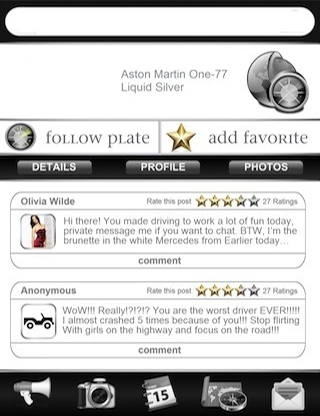 Aston Martin One-77
Liquid Silver
FOLLOW PLATE
add FAVORITE
DETAILS
PROFILE
PHOTOS
Olivia Wilde
Rate this post
27 Ratings
Hi there! You made driving to work a lot of fun today,
private message me if you want to chat. BTW, I'm the
brunette in the white Mercedes from Earlier today...
comment
Anonymous
Rate this post
27 Ratings
WoW!!! Really!?!?!? You are the worst driver EVER!!!!!
I almost crashed 5 times because of you!!! Stop flirting
With girls on the highway and focus on the road!!!
comment
15